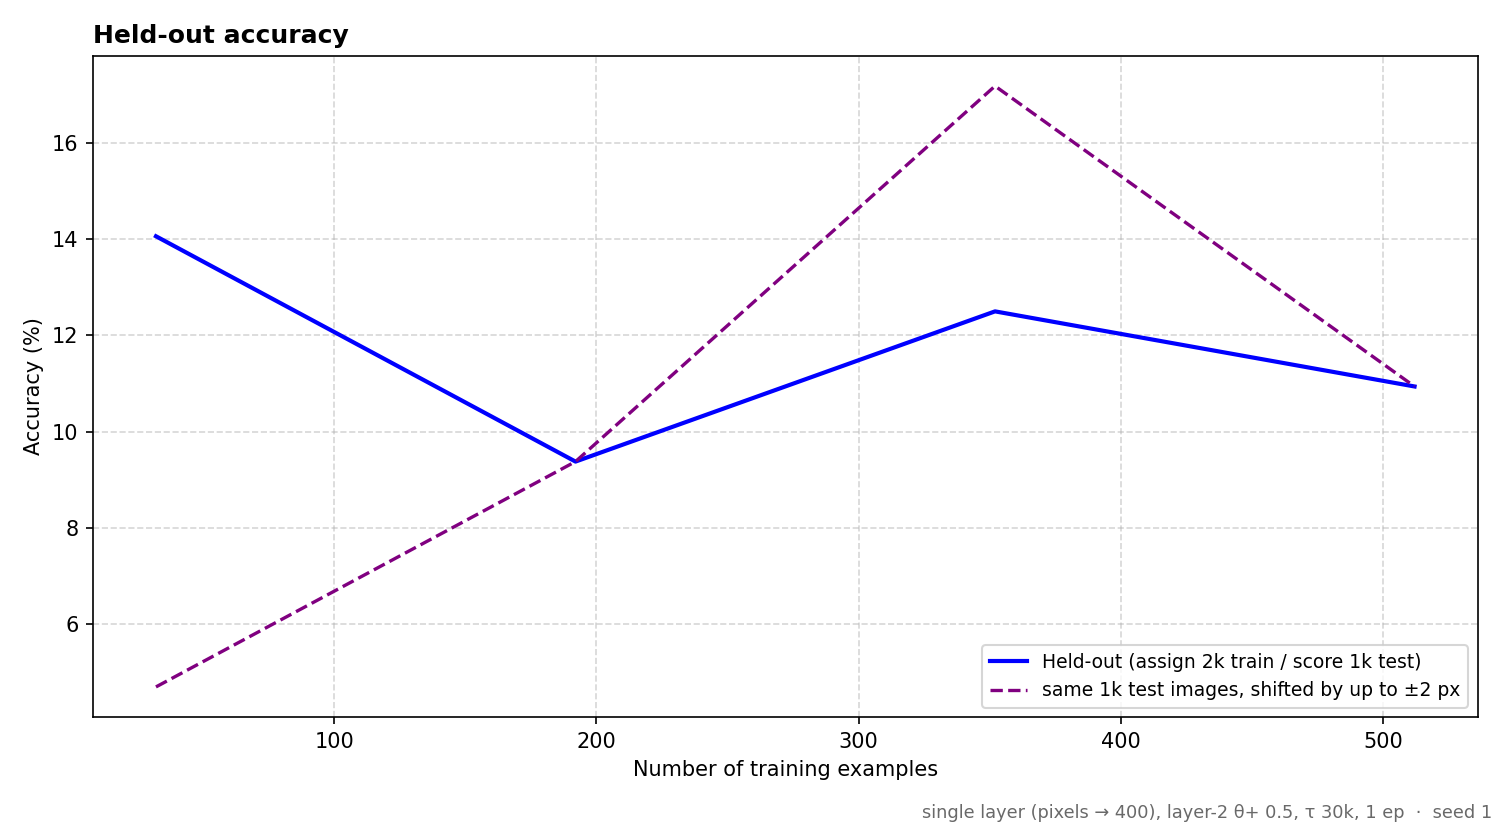 Held-out accuracy
16
14
12
10
8
6
Accuracy (%)
100 200 300 400 500
Number of training examples
Held-out (assign 2k train / score 1k test)
same 1k test images, shifted by up to ±2 px
single layer (pixels → 400), layer-2 θ+ 0.5, τ 30k, 1 ep · seed 1